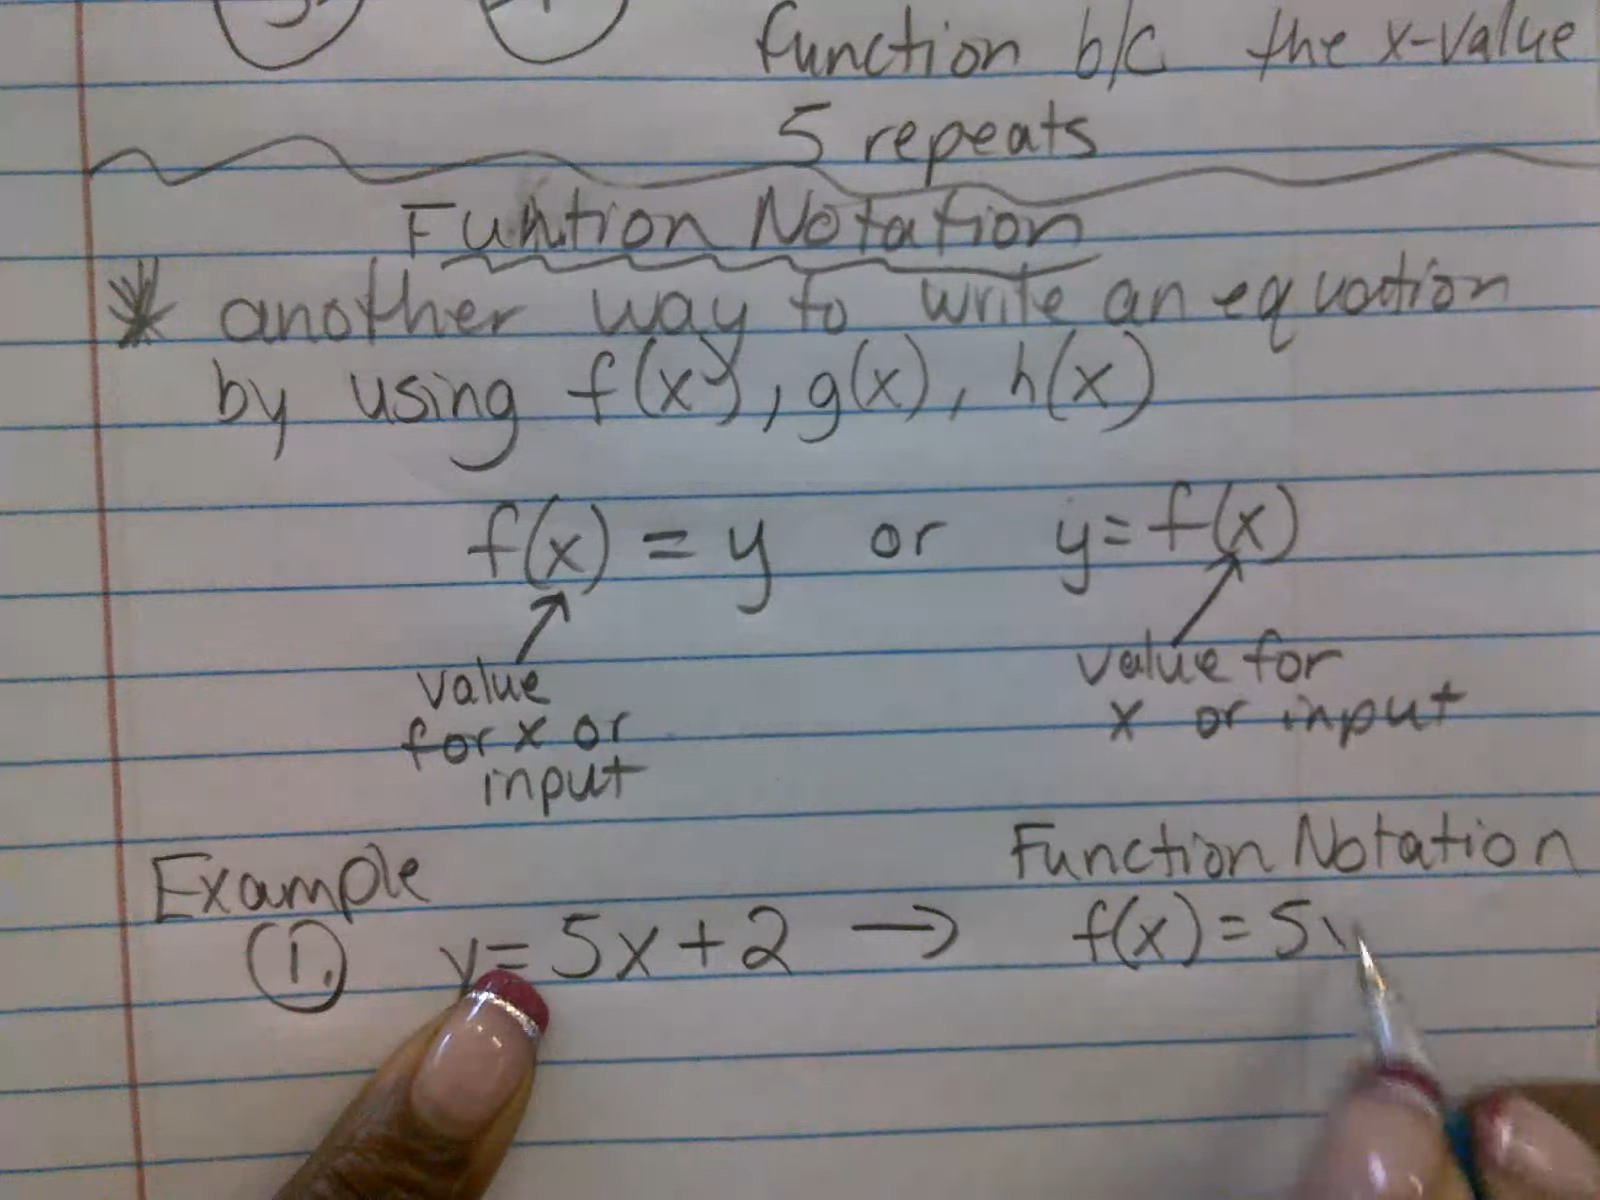 function b/c the x-value
5 repeats
Funtion Notation
* another way to write an equation
by using f(x), g(x), h(x)
f(x) = y or y = f(x)
value
for x or
input
value for
x or input
Example
Function Notation
1. y = 5x + 2 → f(x) = 5x